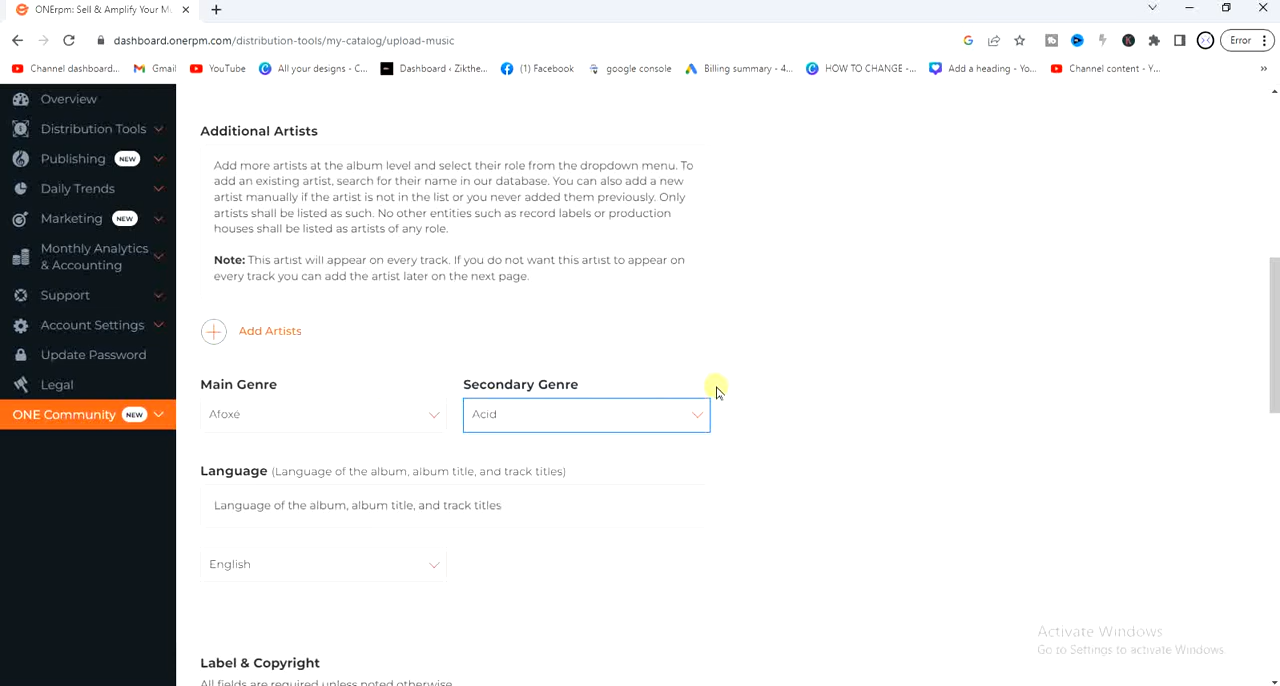 ONErpm: Sell & Amplify Your M
dashboard.onerpm.com/distribution-tools/my-catalog/upload-music
Error
Channel dashboard...
Gmail
YouTube
All your designs - C...
Dashboard ‹ Zikthe...
(1) Facebook
google console
Billing summary - 4...
HOW TO CHANGE -...
Add a heading - Yo...
Channel content - Y...
»
Overview
Distribution Tools
Publishing NEW
Daily Trends
Marketing NEW
Monthly Analytics
& Accounting
Support
Account Settings
Update Password
Legal
ONE Community NEW
Additional Artists
Add more artists at the album level and select their role from the dropdown menu. To
add an existing artist, search for their name in our database. You can also add a new
artist manually if the artist is not in the list or you never added them previously. Only
artists shall be listed as such. No other entities such as record labels or production
houses shall be listed as artists of any role.
Note: This artist will appear on every track. If you do not want this artist to appear on
every track you can add the artist later on the next page.
Add Artists
Main Genre
Secondary Genre
Afoxe
Acid
Language (Language of the album, album title, and track titles)
Language of the album, album title, and track titles
English
Label & Copyright
All fields are required unless noted otherwise
Activate Windows
Go to Settings to activate Windows.